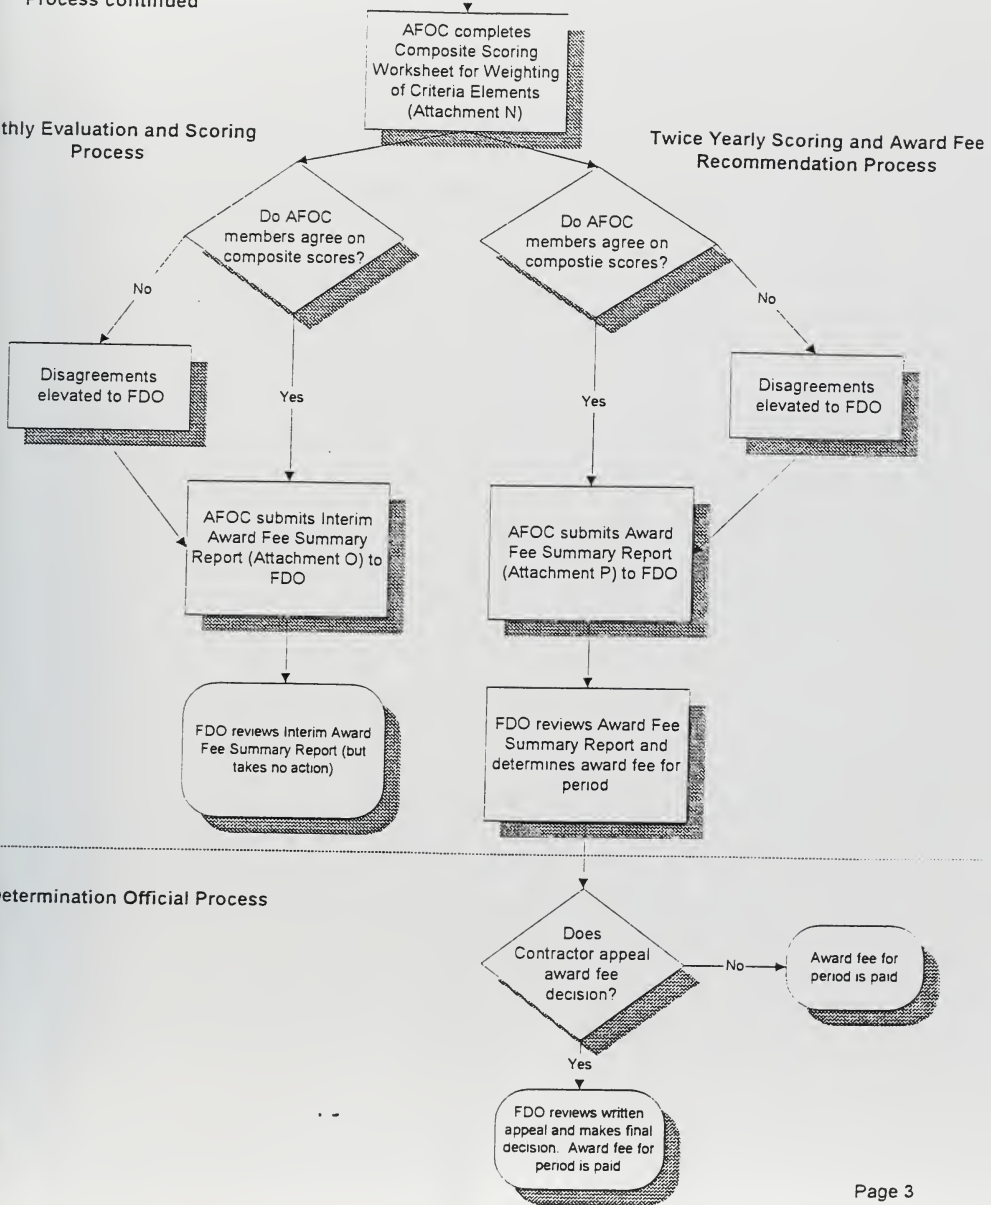 Process continued
AFOC completes
Composite Scoring
Worksheet for Weighting
of Criteria Elements
(Attachment N)
thly Evaluation and Scoring
Process
Twice Yearly Scoring and Award Fee
Recommendation Process
Do AFOC
members agree on
composite scores?
Do AFOC
members agree on
compostie scores?
No
No
Disagreements
elevated to FDO
Yes
Yes
Disagreements
elevated to FDO
AFOC submits Interim
Award Fee Summary
Report (Attachment O) to
FDO
AFOC submits Award
Fee Summary Report
(Attachment P) to FDO
FDO reviews Interim Award
Fee Summary Report (but
takes no action)
FDO reviews Award Fee
Summary Report and
determines award fee for
period
etermination Official Process
Does
Contractor appeal
award fee
decision?
No
Award fee for
period is paid
Yes
FDO reviews written
appeal and makes final
decision. Award fee for
period is paid
Page 3